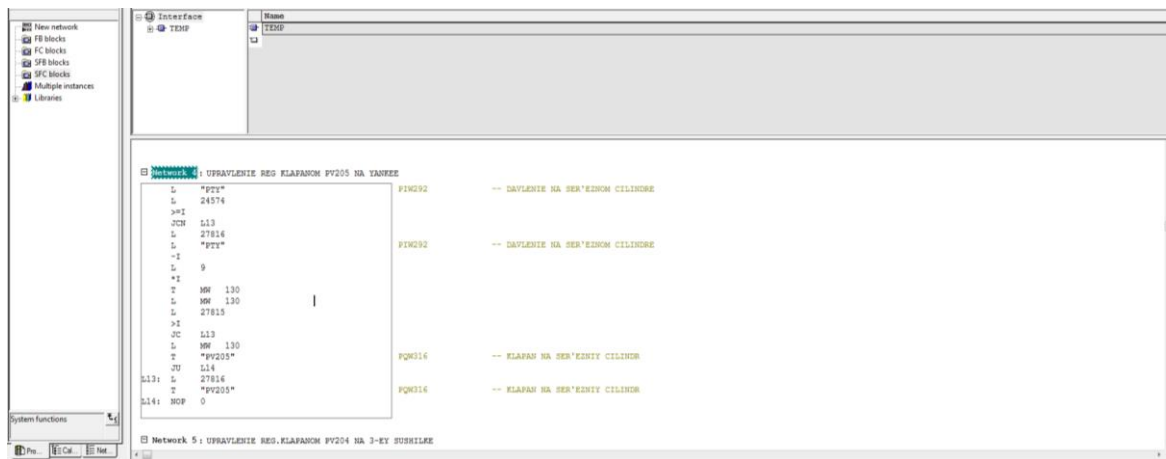 New network
FB blocks
FC blocks
SFB blocks
SFC blocks
Multiple instances
Libraries
System functions
Pro...
Cal...
Net...
Interface
TEMP
Name
TEMP
Network 4: UPRAVLENIE REG KLAPANOM PV205 NA YANKEE
L "PTY" PIW292 -- DAVLENIE NA SER'EZNOM CILINDRE
L 24576
>=I
JCN L13
L 27816
L "PTY" PIW292 -- DAVLENIE NA SER'EZNOM CILINDRE
-I
L 9
*I
T MW 130
L MW 130
L 27815
>I
JC L13
L MW 130
T "PV205" PQW316 -- KLAPAN NA SER'EZNIY CILINDR
JU L14
L13: L 27816
T "PV205" PQW316 -- KLAPAN NA SER'EZNIY CILINDR
L14: NOP 0
Network 5: UPRAVLENIE REG.KLAPANOM PV204 NA 3-EY SUSHILKE